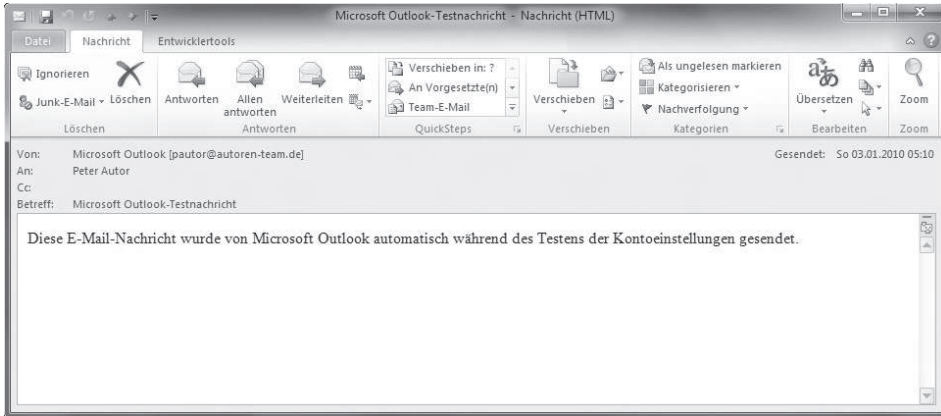 Microsoft Outlook-Testnachricht - Nachricht (HTML)
Datei Nachricht Entwicklertools
Ignorieren
Junk-E-Mail
Löschen
Löschen
Antworten
Allen
antworten
Weiterleiten
Antworten
Verschieben in: ?
An Vorgesetzte(n)
Team-E-Mail
QuickSteps
Verschieben
Verschieben
Als ungelesen markieren
Kategorisieren
Nachverfolgung
Kategorien
Übersetzen
Bearbeiten
Zoom
Zoom
Von: Microsoft Outlook [pautor@autoren-team.de] Gesendet: So 03.01.2010 05:10
An: Peter Autor
Cc:
Betreff: Microsoft Outlook-Testnachricht
Diese E-Mail-Nachricht wurde von Microsoft Outlook automatisch während des Testens der Kontoeinstellungen gesendet.